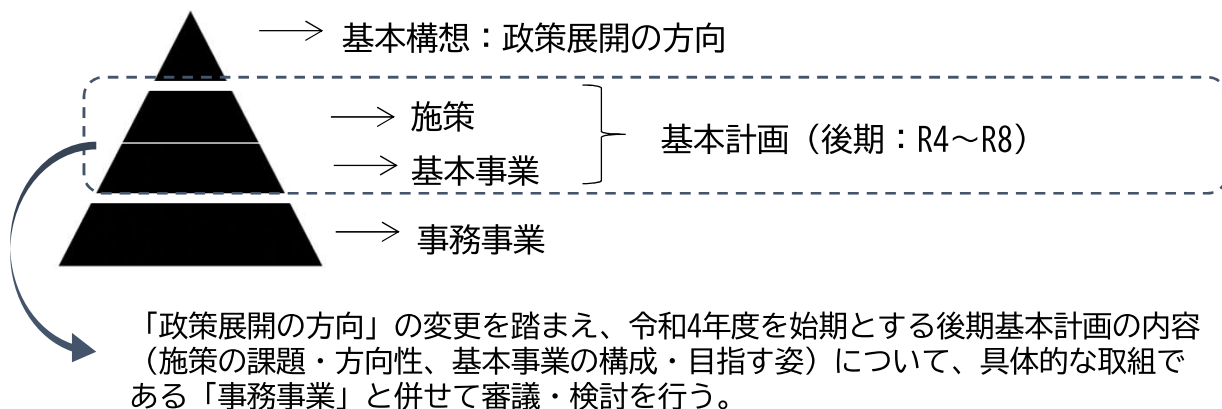 基本構想：政策展開の方向
施策
基本計画（後期：R4～R8）
基本事業
事務事業
「政策展開の方向」の変更を踏まえ、令和4年度を始期とする後期基本計画の内容
（施策の課題・方向性、基本事業の構成・目指す姿）について、具体的な取組で
ある「事務事業」と併せて審議・検討を行う。